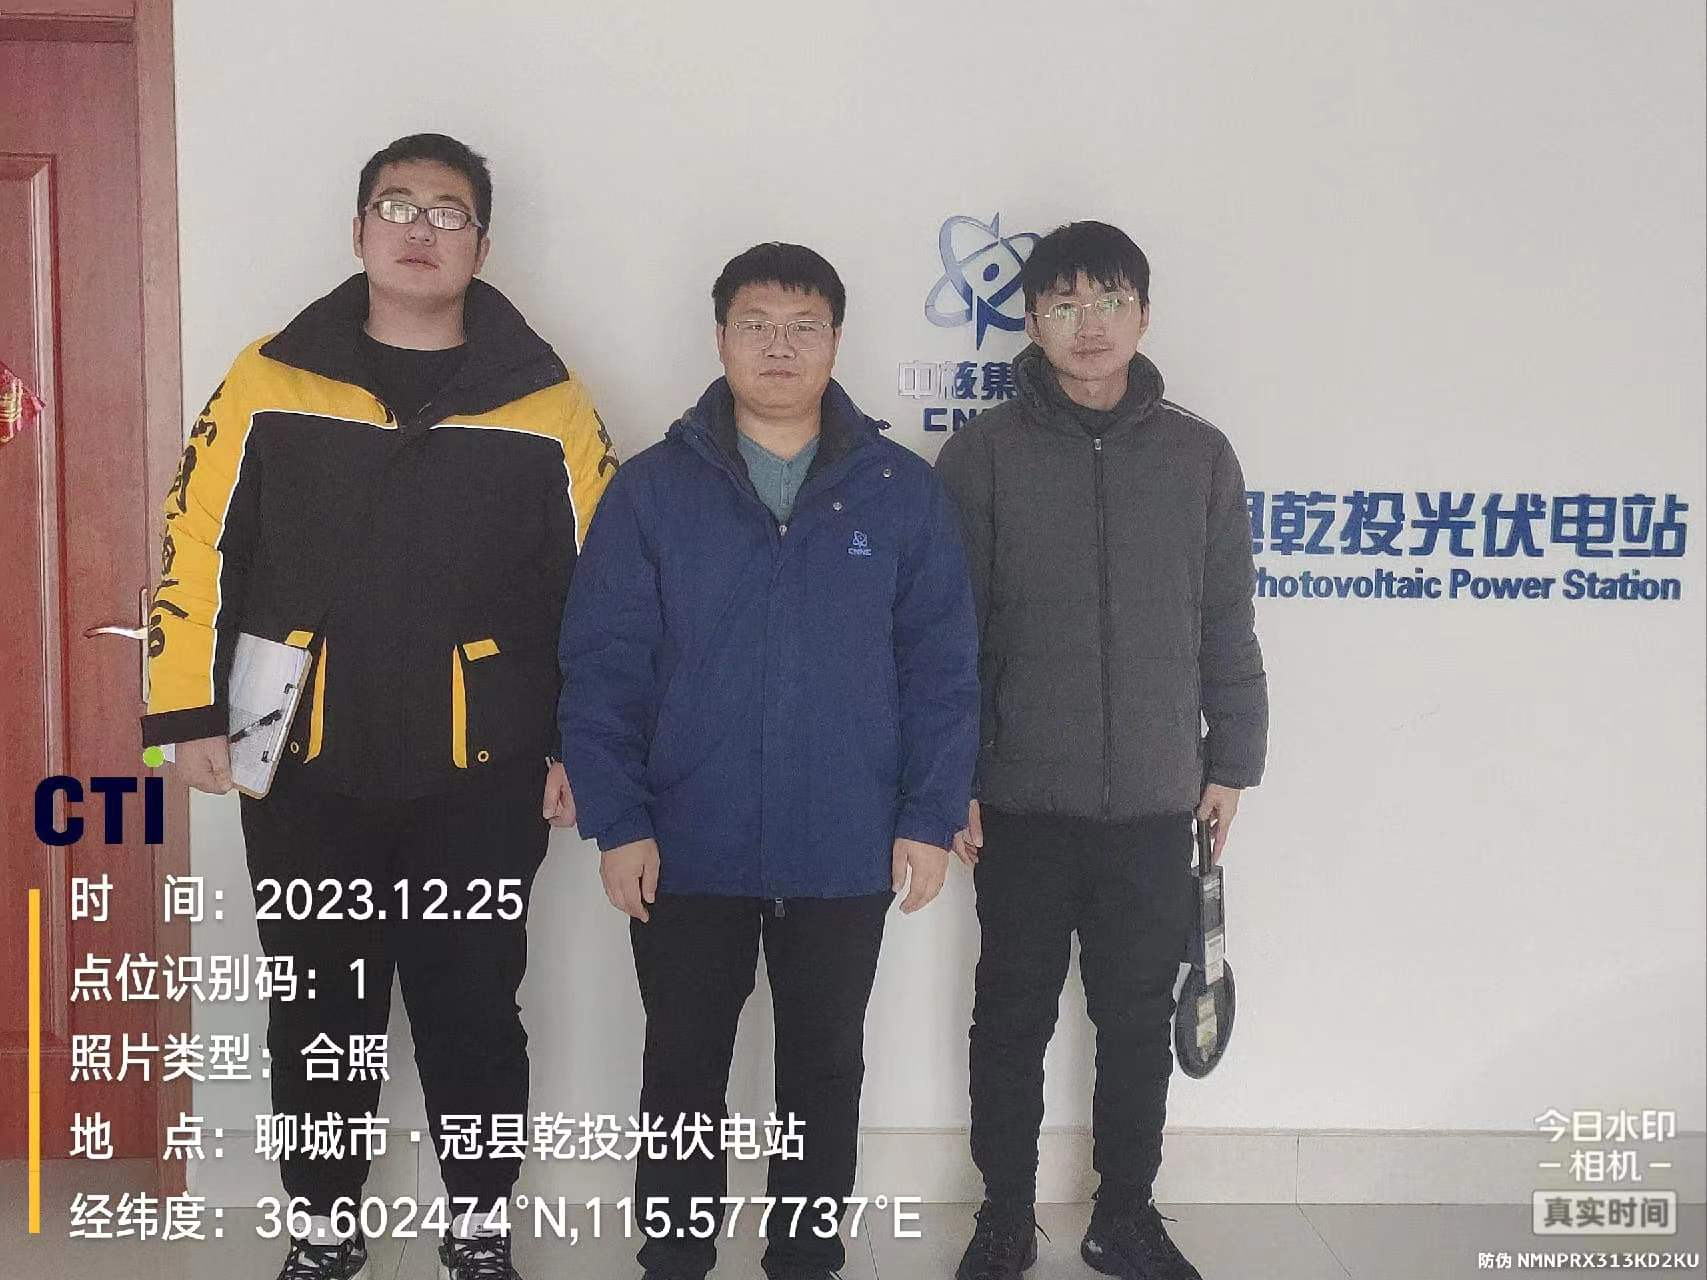 中核集
CN
CNNC
县乾投光伏电站
Photovoltaic Power Station
CTI
时 间：2023.12.25
点位识别码：1
照片类型：合照
地 点：聊城市·冠县乾投光伏电站
经纬度：36.602474°N,115.577737°E
今日水印
-相机-
真实时间
防伪 NMNPRX313KD2KU